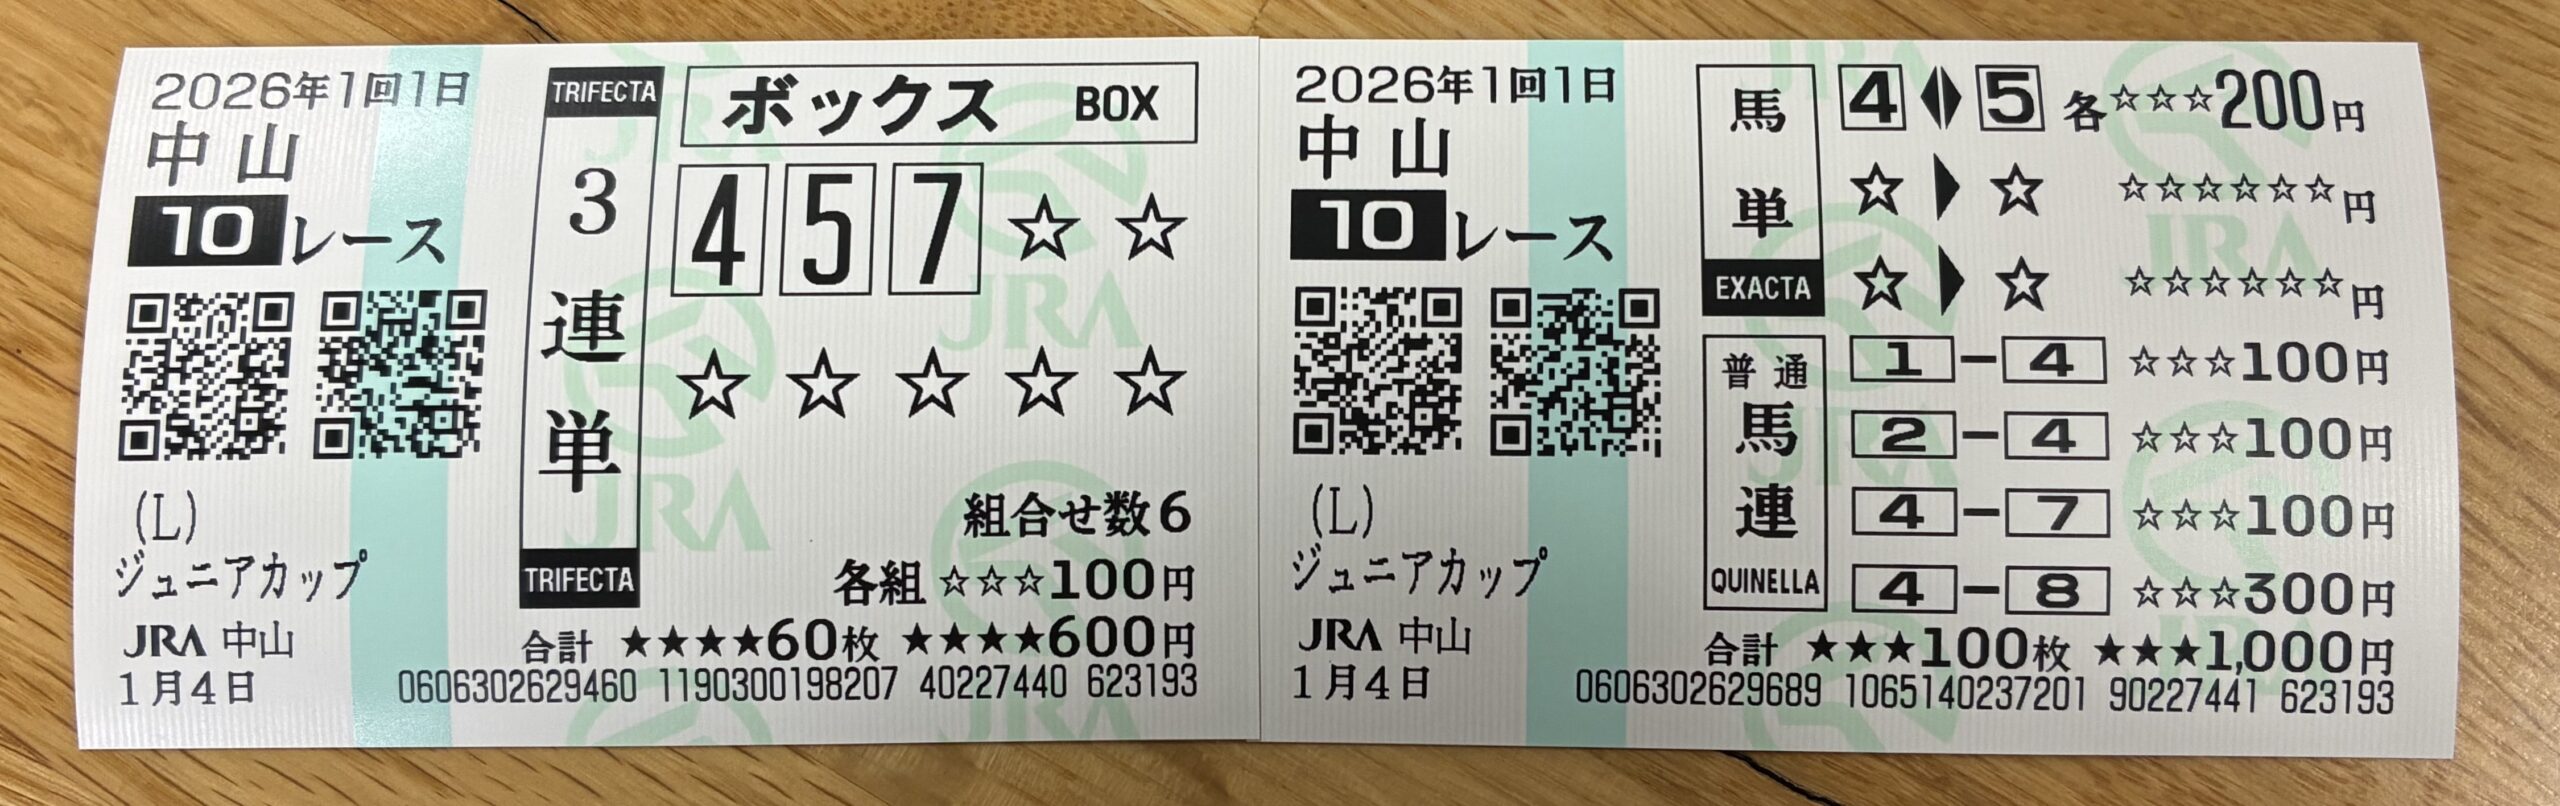 2026年1回1日
中山
10レース
(L)
ジュニアカップ
JRA 中山
1月4日
TRIFECTA
3連単
TRIFECTA
ボックス BOX
4 5 7 ☆ ☆
☆ ☆ ☆ ☆ ☆
組合せ数6
各組 ☆☆☆100円
合計 ★★★★60枚 ★★★★600円
0606302629460 1190300198207 40227440 623193
2026年1回1日
中山
10レース
(L)
ジュニアカップ
JRA 中山
1月4日
馬単
EXACTA
4 ◀▶ 5 各☆☆☆200円
☆ ▶ ☆ ☆☆☆☆☆☆円
☆ ▶ ☆ ☆☆☆☆☆☆円
普通
馬連
QUINELLA
1-4 ☆☆☆100円
2-4 ☆☆☆100円
4-7 ☆☆☆100円
4-8 ☆☆☆300円
合計 ★★★100枚 ★★★1,000円
0606302629689 1065140237201 90227441 623193